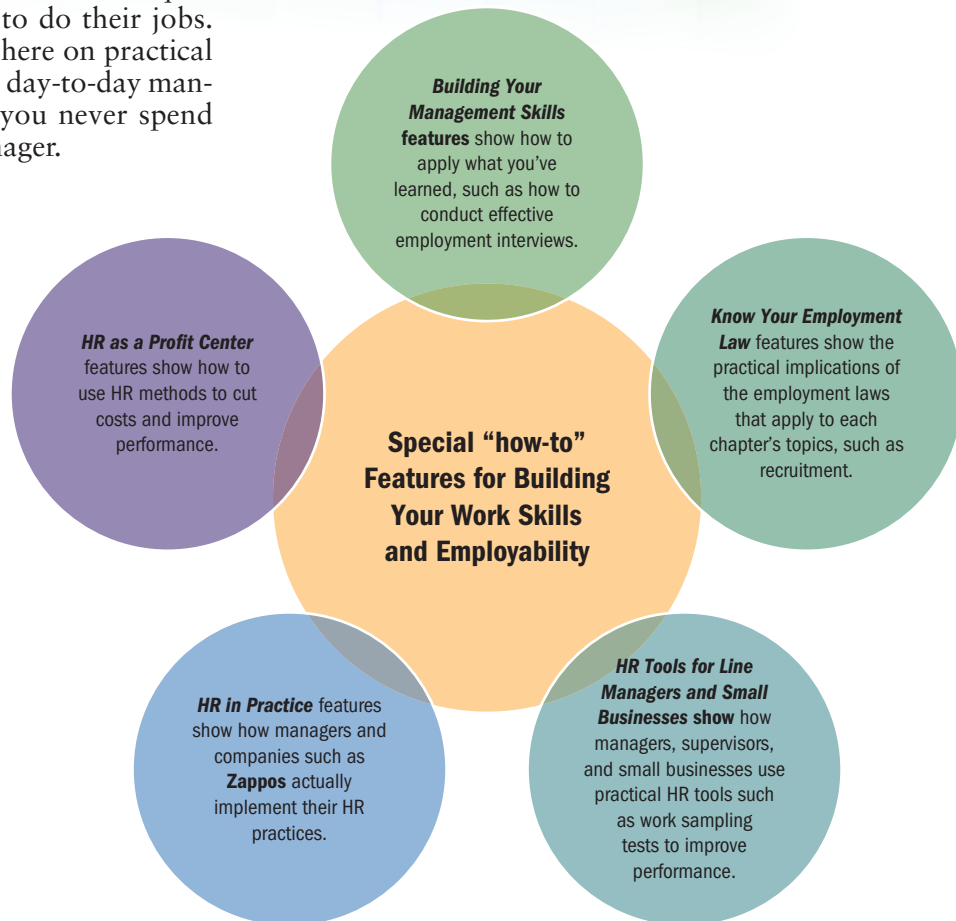 to do their jobs.
here on practical
day-to-day man-
you never spend
nager.
Building Your
Management Skills
features show how to
apply what you've
learned, such as how to
conduct effective
employment interviews.
HR as a Profit Center
features show how to
use HR methods to cut
costs and improve
performance.
Know Your Employment
Law features show the
practical implications of
the employment laws
that apply to each
chapter's topics, such as
recruitment.
Special “how-to”
Features for Building
Your Work Skills
and Employability
HR in Practice features
show how managers and
companies such as
Zappos actually
implement their HR
practices.
HR Tools for Line
Managers and Small
Businesses show how
managers, supervisors,
and small businesses use
practical HR tools such
as work sampling
tests to improve
performance.